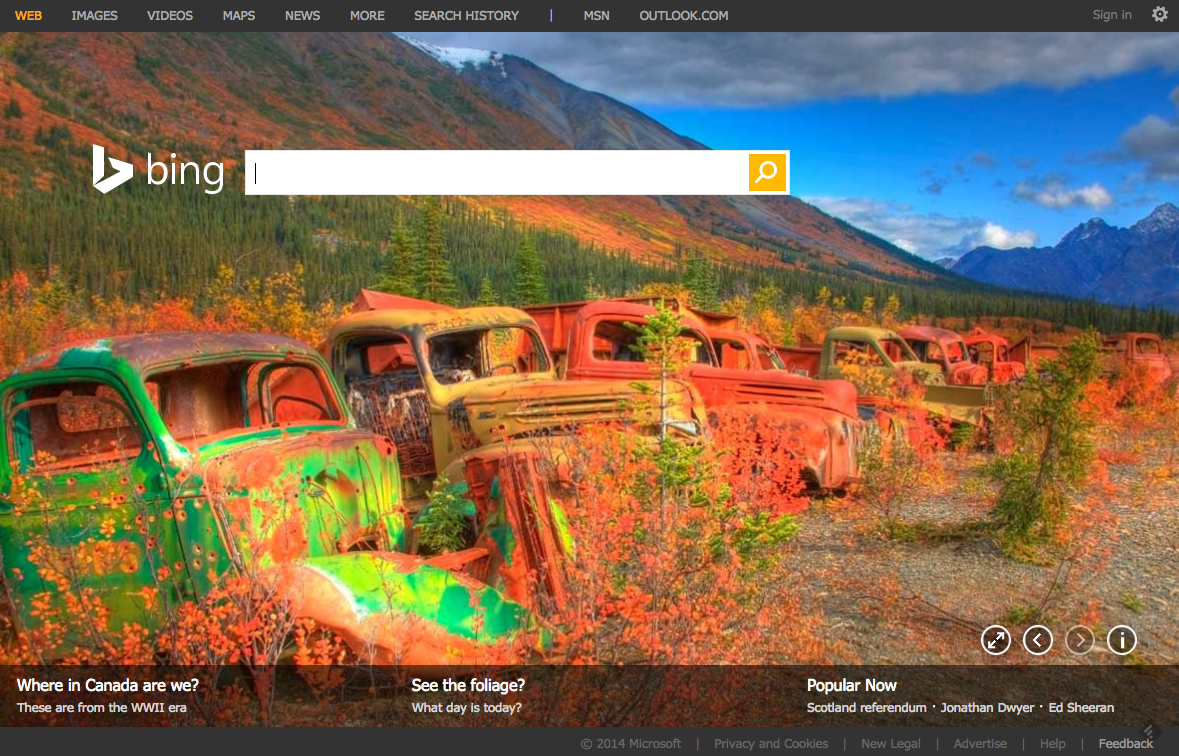 WEB IMAGES VIDEOS MAPS NEWS MORE SEARCH HISTORY | MSN OUTLOOK.COM Sign in
bing
Where in Canada are we? See the foliage? Popular Now
These are from the WWII era What day is today? Scotland referendum · Jonathan Dwyer · Ed Sheeran
© 2014 Microsoft | Privacy and Cookies | New Legal | Advertise | Help | Feedback